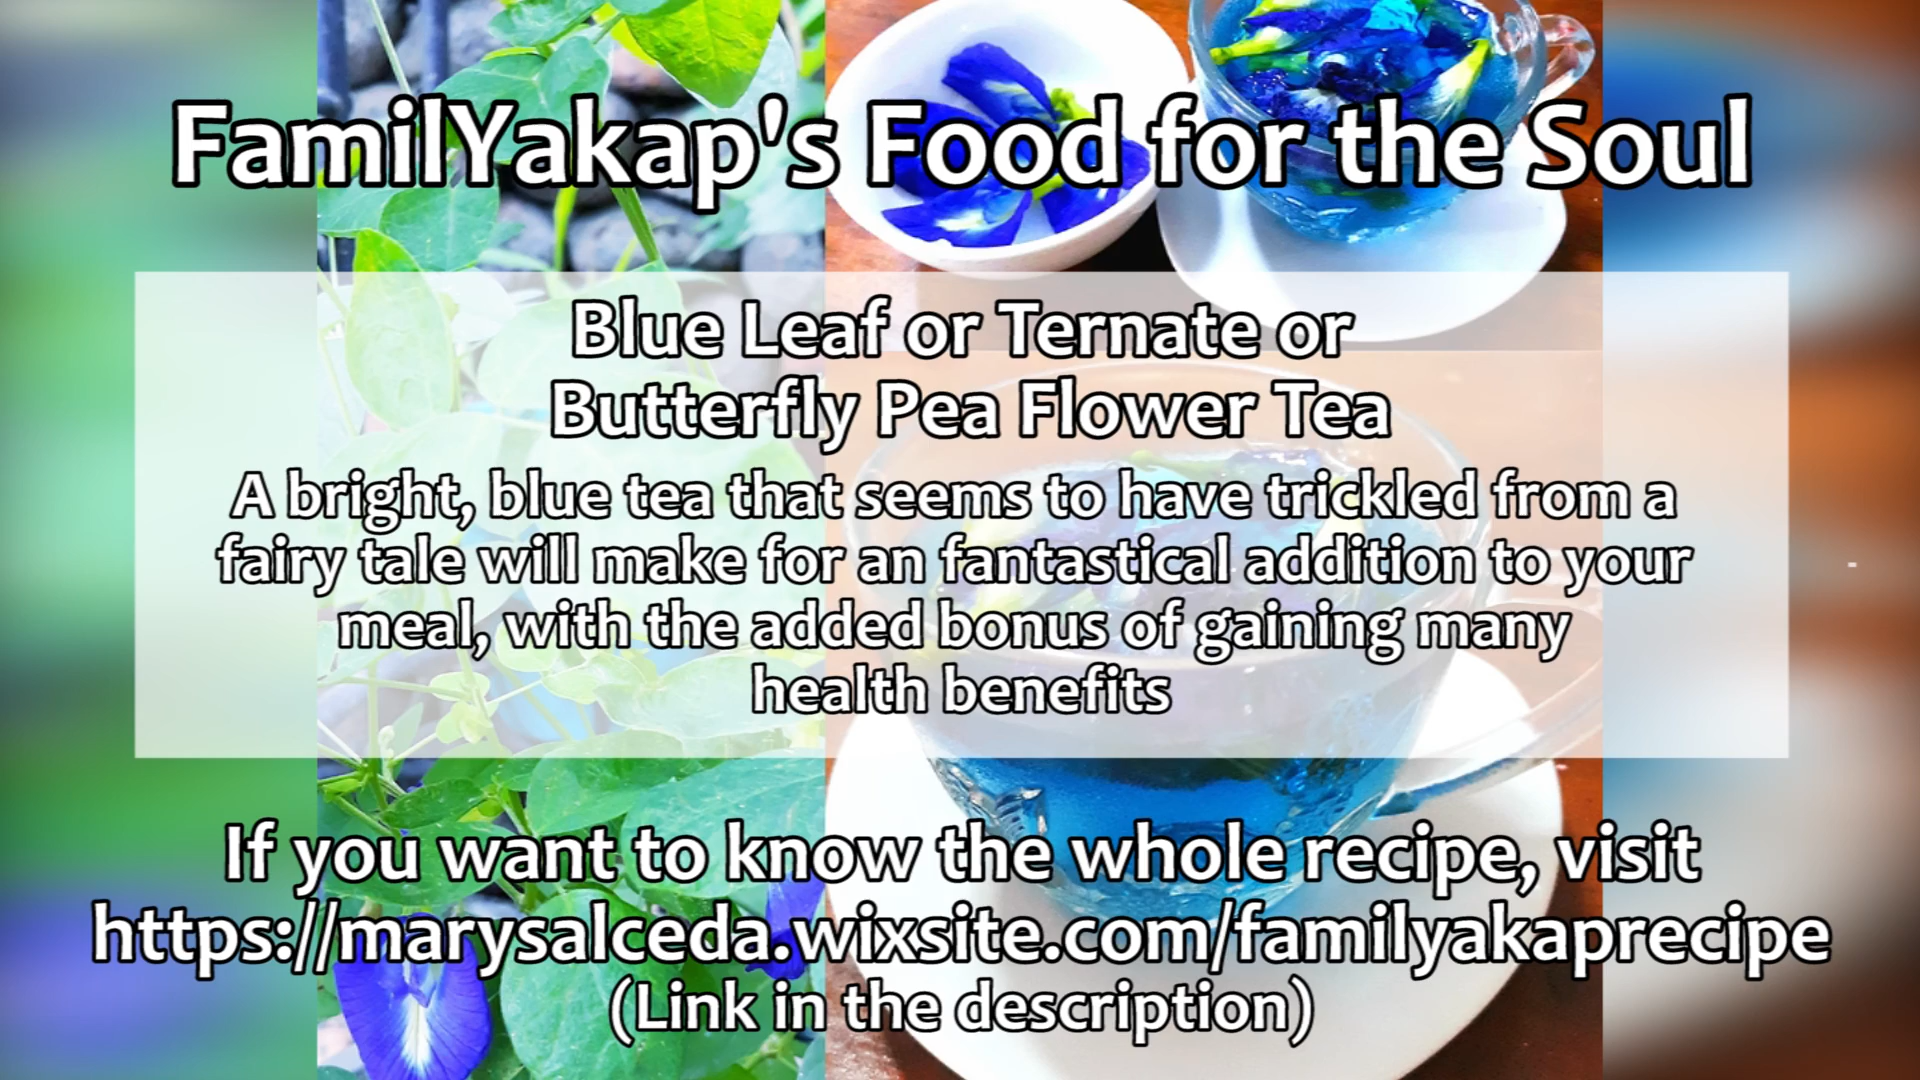 FamilYakap's Food for the Soul
Blue Leaf or Ternate or
Butterfly Pea Flower Tea
A bright, blue tea that seems to have trickled from a
fairy tale will make for an fantastical addition to your
meal, with the added bonus of gaining many
health benefits
If you want to know the whole recipe, visit
https://marysalceda.wixsite.com/familyakaprecipe
(Link in the description)